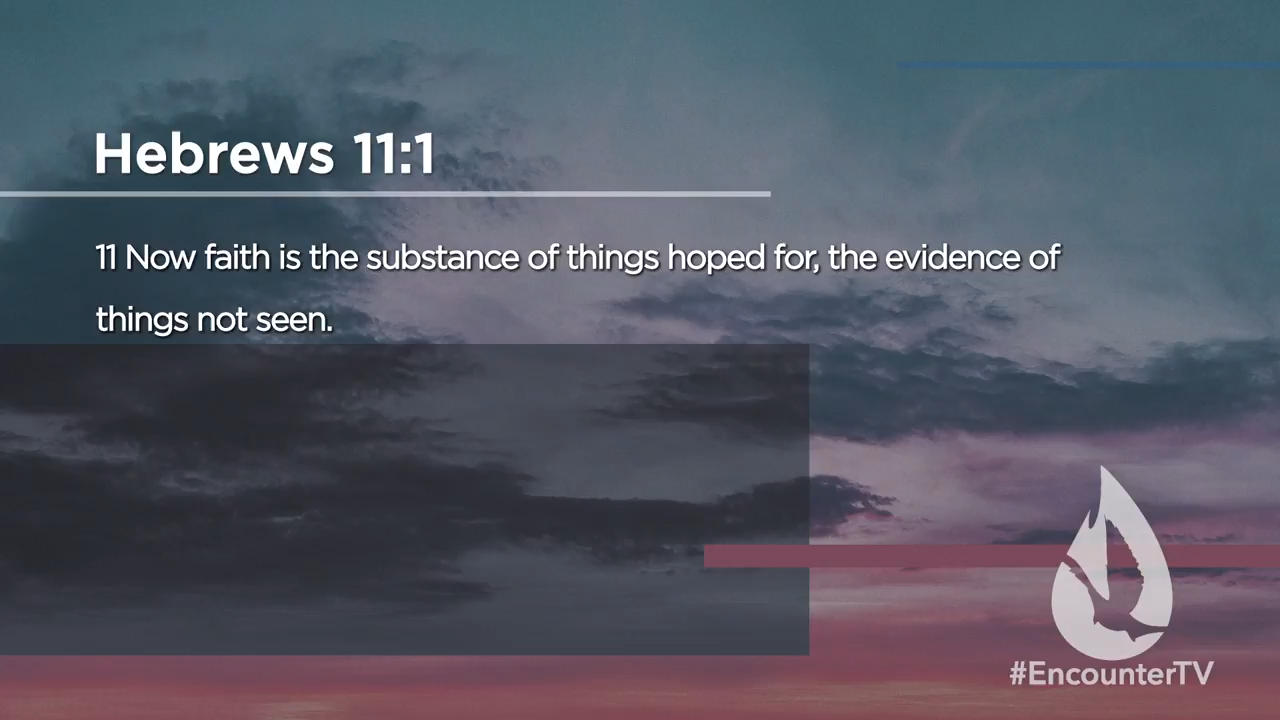 Hebrews 11:1
11 Now faith is the substance of things hoped for, the evidence of
things not seen.
#EncounterTV